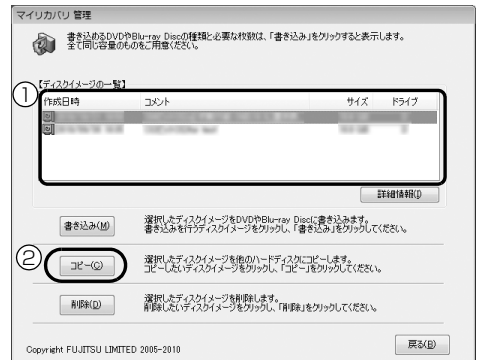 マイリカバリ 管理
書き込めるDVDやBlu-ray Discの種類と必要な枚数は、「書き込み」をクリックすると表示します。
全て同じ容量のものをご用意ください。
【ディスクイメージの一覧】
①
作成日時 コメント サイズ ドライブ
詳細情報(I)
書き込み(M) 選択したディスクイメージをDVDやBlu-ray Discに書き込みます。
書き込みを行うディスクイメージをクリックし、「書き込み」をクリックしてください。
②
コピー(C) 選択したディスクイメージを他のハードディスクにコピーします。
コピーしたいディスクイメージをクリックし、「コピー」をクリックしてください。
削除(D) 選択したディスクイメージを削除します。
削除したいディスクイメージをクリックし、「削除」をクリックしてください。
Copyright FUJITSU LIMITED 2005-2010 戻る(B)